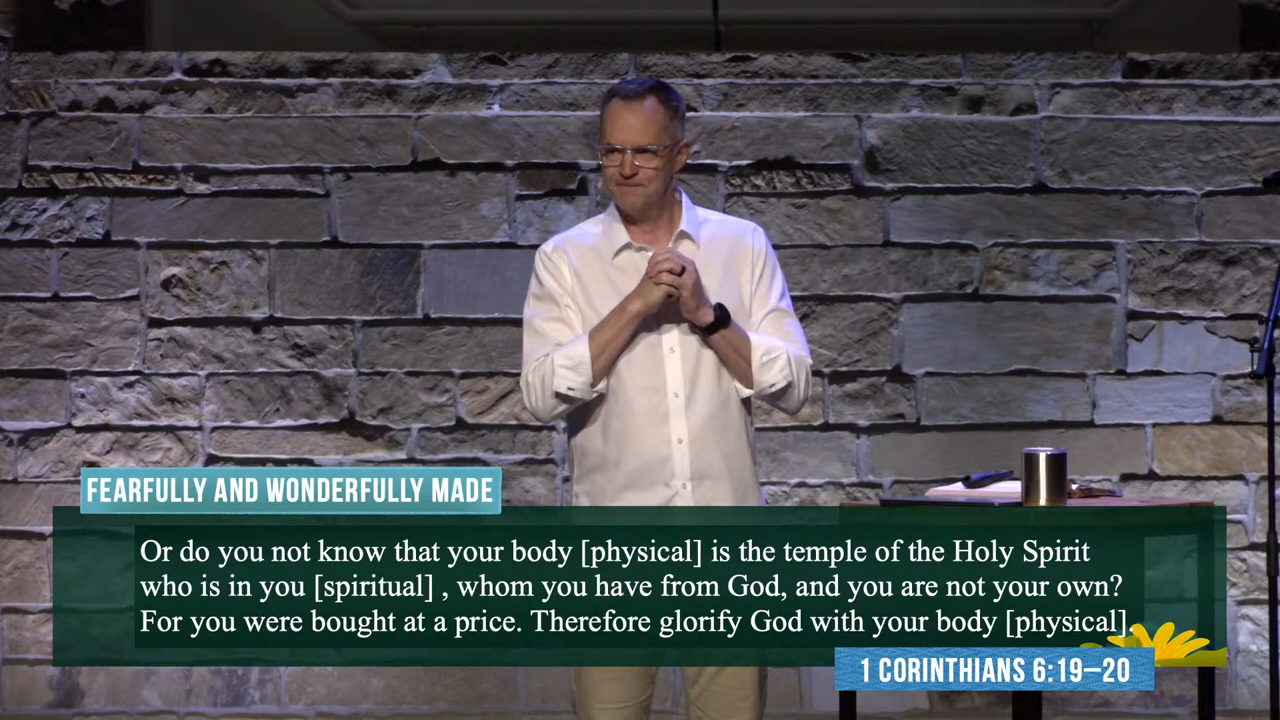 FEARFULLY AND WONDERFULLY MADE
Or do you not know that your body [physical] is the temple of the Holy Spirit
who is in you [spiritual] , whom you have from God, and you are not your own?
For you were bought at a price. Therefore glorify God with your body [physical].
1 CORINTHIANS 6:19–20